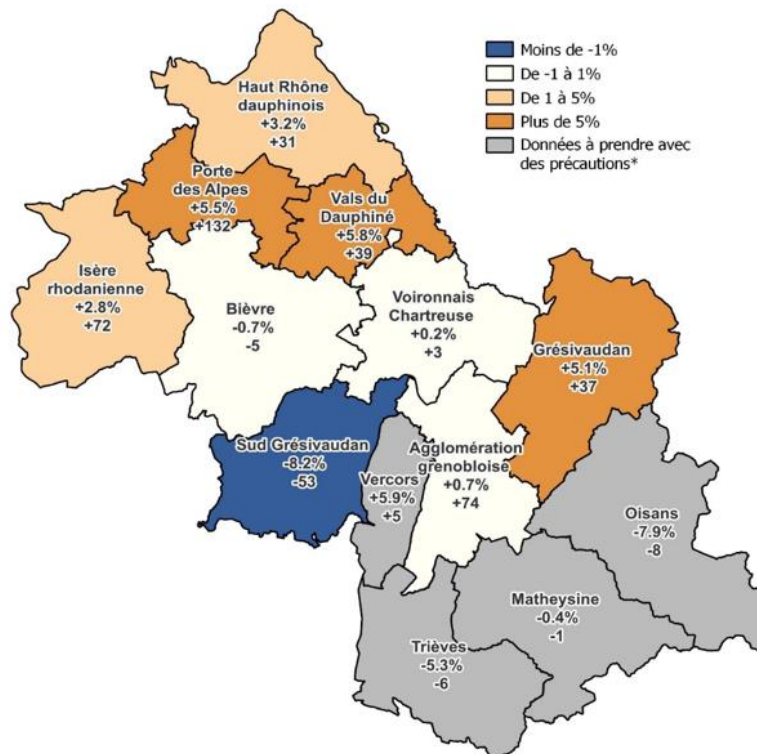 Moins de -1%
De -1 à 1%
De 1 à 5%
Plus de 5%
Données à prendre avec
des précautions*
Haut Rhône
dauphinois
+3.2%
+31
Porte
des Alpes
+5.5%
+132
Vals du
Dauphiné
+5.8%
+39
Isère
rhodanienne
+2.8%
+72
Bièvre
-0.7%
-5
Voironnais
Chartreuse
+0.2%
+3
Grésivaudan
+5.1%
+37
Sud Grésivaudan
-8.2%
-53
Vercors
+5.9%
+5
Agglomération
grenobloise
+0.7%
+74
Oisans
-7.9%
-8
Matheysine
-0.4%
-1
Trièves
-5.3%
-6